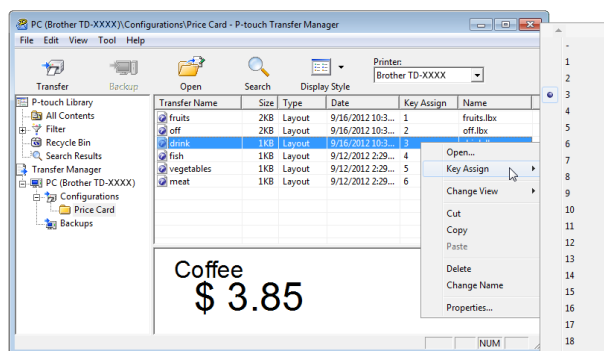 PC (Brother TD-XXXX)\Configurations\Price Card - P-touch Transfer Manager
File Edit View Tool Help
Transfer Backup Open Search Display Style
Printer:
Brother TD-XXXX
P-touch Library
All Contents
Filter
Recycle Bin
Search Results
Transfer Manager
PC (Brother TD-XXXX)
Configurations
Price Card
Backups
Transfer Name Size Type Date Key Assign Name
fruits 2KB Layout 9/16/2012 10:3... 1 fruits.lbx
off 2KB Layout 9/16/2012 10:3... 2 off.lbx
drink 1KB Layout 9/16/2012 10:3... 3
fish 1KB Layout 9/12/2012 2:29... 4
vegetables 1KB Layout 9/12/2012 2:29... 5
meat 1KB Layout 9/12/2012 2:29... 6
Open...
Key Assign
Change View
Cut
Copy
Paste
Delete
Change Name
Properties...
-
1
2
3
4
5
6
7
8
9
10
11
12
13
14
15
16
17
18
Coffee
$ 3.85
NUM